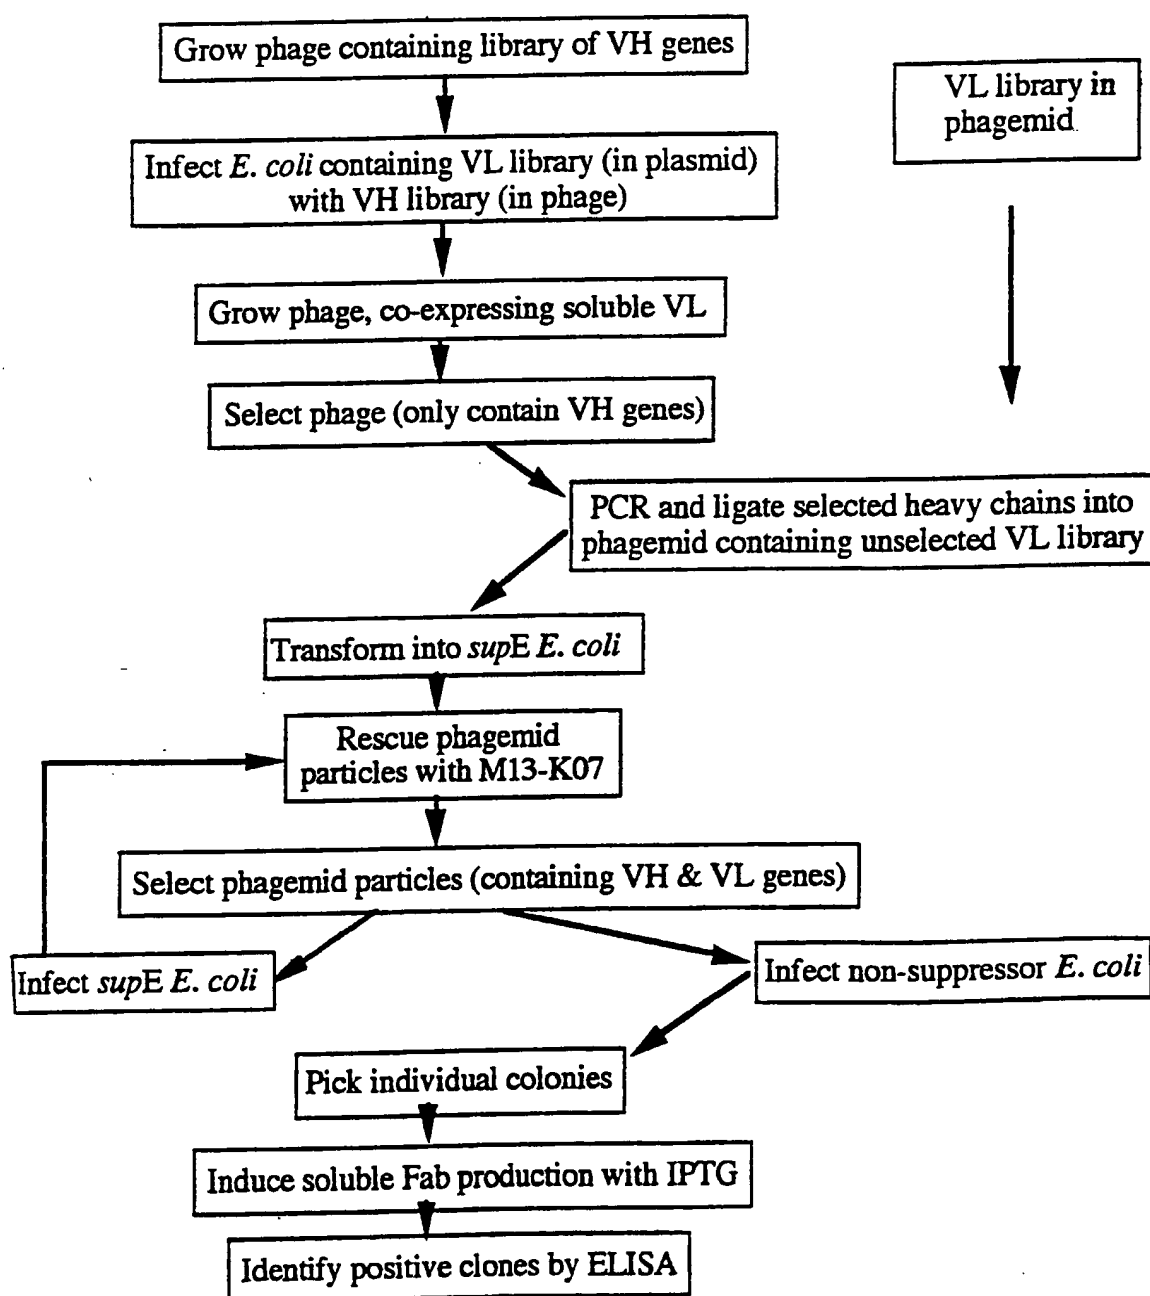 Grow phage containing library of VH genes
VL library in
phagemid
Infect E. coli containing VL library (in plasmid)
with VH library (in phage)
Grow phage, co-expressing soluble VL
Select phage (only contain VH genes)
PCR and ligate selected heavy chains into
phagemid containing unselected VL library
Transform into supE E. coli
Rescue phagemid
particles with M13-K07
Select phagemid particles (containing VH & VL genes)
Infect supE E. coli
Infect non-suppressor E. coli
Pick individual colonies
Induce soluble Fab production with IPTG
Identify positive clones by ELISA